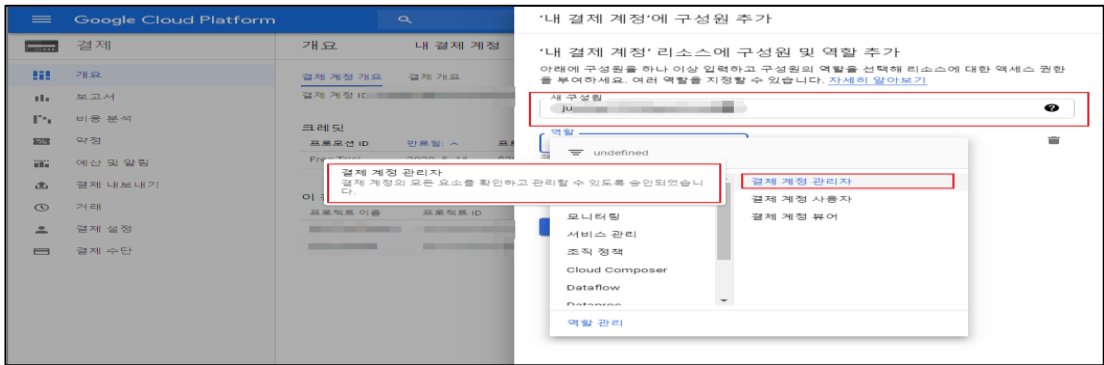 Google Cloud Platform
결제
개요
보고서
비용 분석
약정
예산 및 알림
결제 내보내기
거래
결제 설정
결제 수단
개요 내 결제 계정
결제 계정 개요 결제 개요
결제 계정 ID
크레딧
프로모션 ID 만료일:
프로젝트 이름 프로젝트 ID
'내 결제 계정'에 구성원 추가
'내 결제 계정' 리소스에 구성원 및 역할 추가
아래에 구성원을 하나 이상 입력하고 구성원의 역할을 선택해 리소스에 대한 액세스 권한
을 부여하세요. 여러 역할을 지정할 수 있습니다. 자세히 알아보기
새 구성원
ju
역할
undefined
결제 계정 관리자
결제 계정의 모든 요소를 확인하고 관리할 수 있도록 승인되었습니
다.
모니터링
서비스 관리
조직 정책
Cloud Composer
Dataflow
역할 관리
결제 계정 관리자
결제 계정 사용자
결제 계정 뷰어